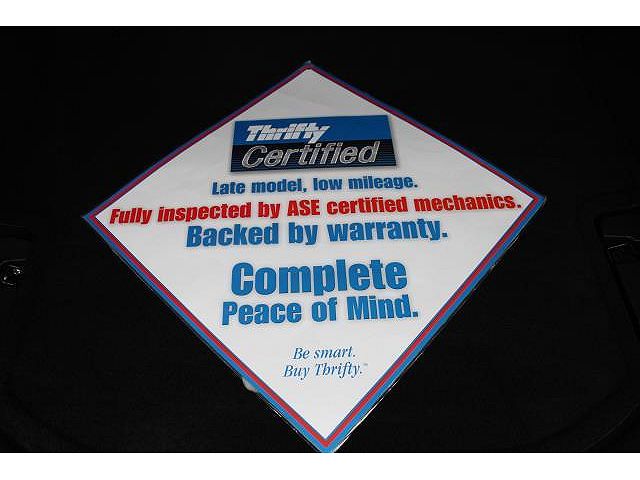 Thrifty
Certified
Late model, low mileage.
Fully inspected by ASE certified mechanics.
Backed by warranty.
Complete
Peace of Mind.
Be smart.
Buy Thrifty.™